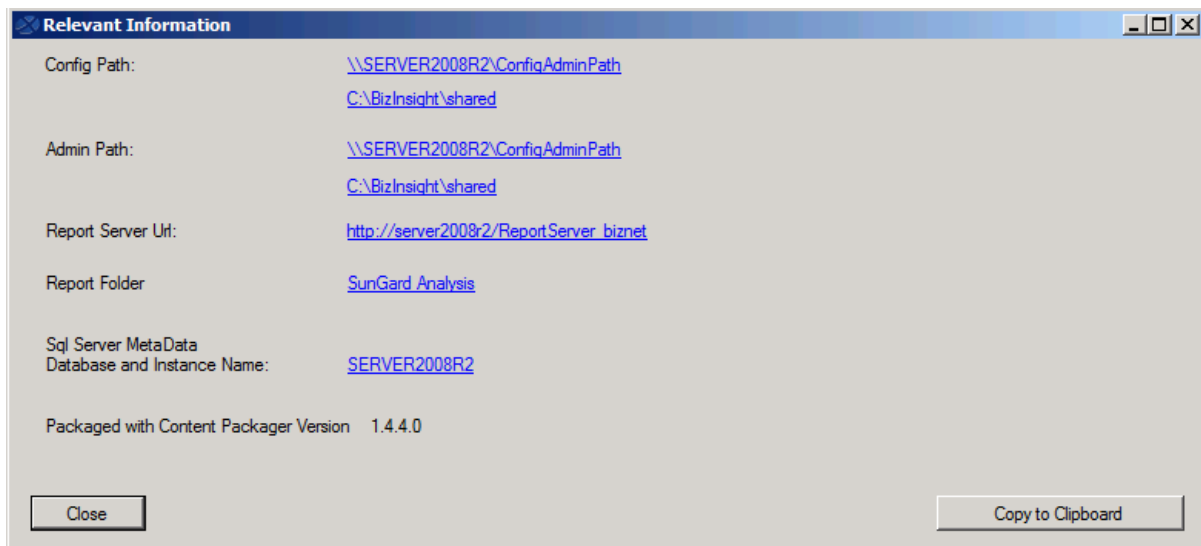 Relevant Information
Config Path: \\SERVER2008R2\ConfigAdminPath
C:\BizInsight\shared
Admin Path: \\SERVER2008R2\ConfigAdminPath
C:\BizInsight\shared
Report Server Url: http://server2008r2/ReportServer_biznet
Report Folder SunGard Analysis
Sql Server MetaData
Database and Instance Name: SERVER2008R2
Packaged with Content Packager Version 1.4.4.0
Close Copy to Clipboard